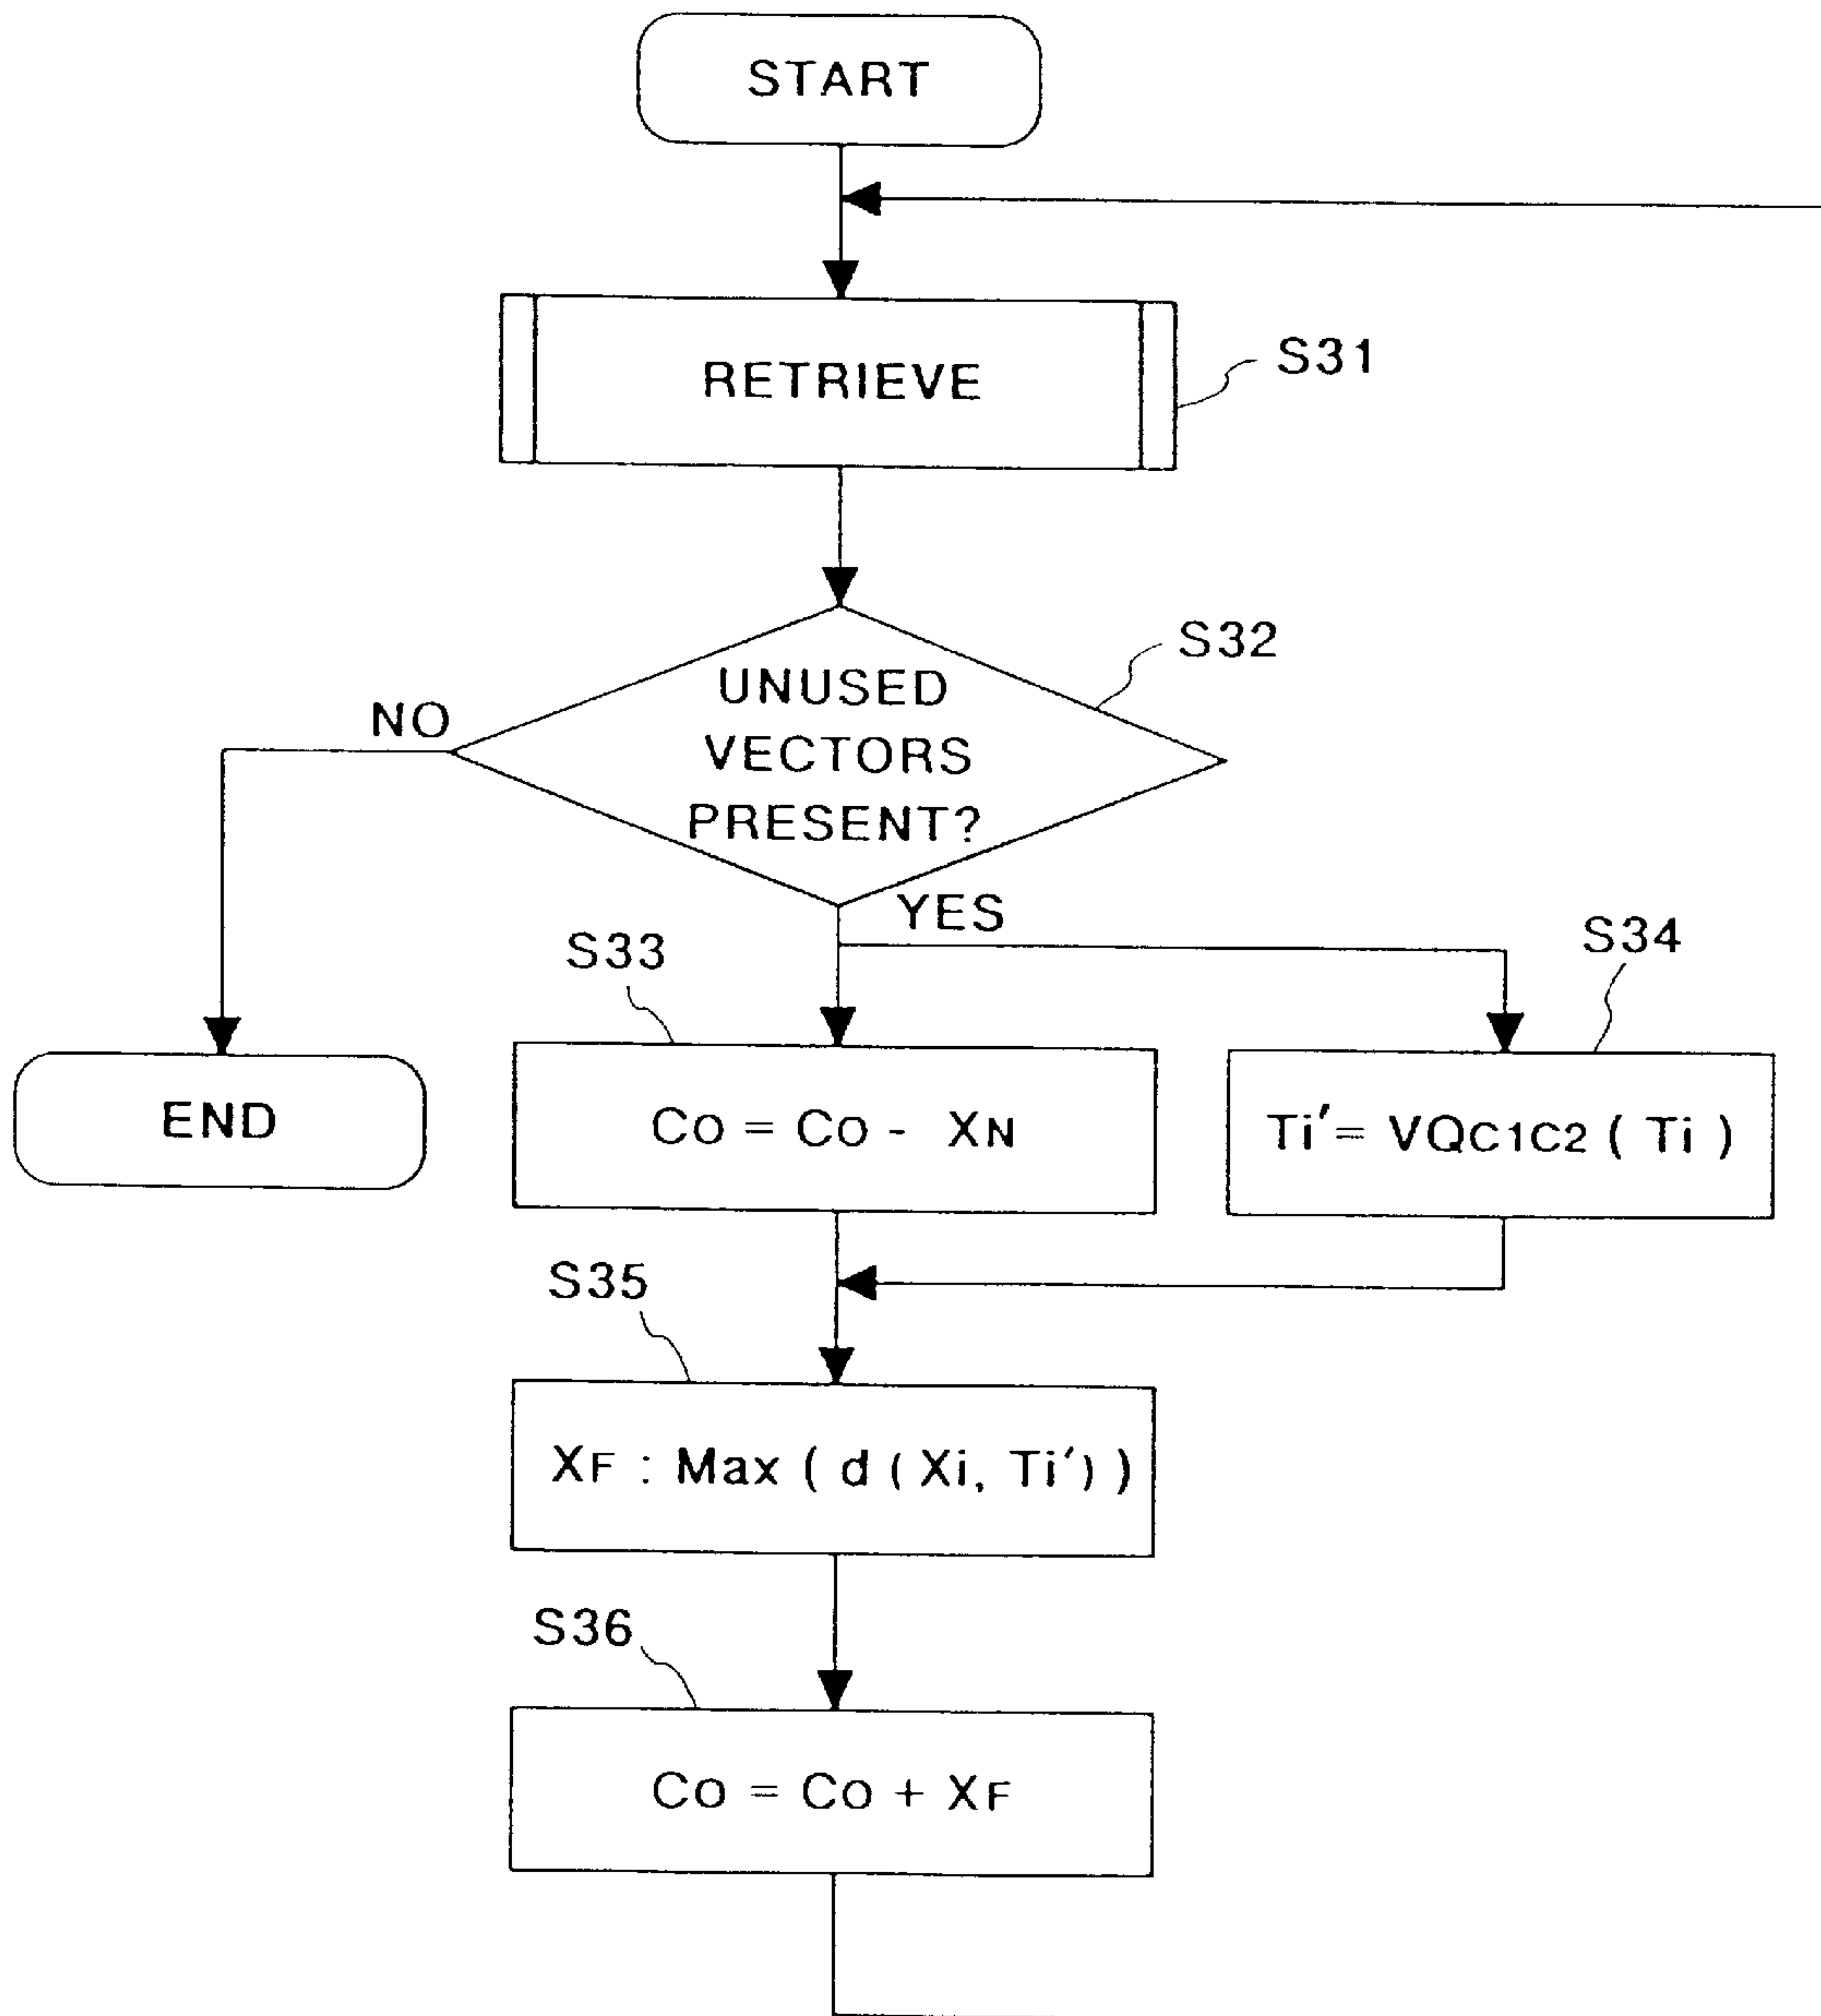 START
RETRIEVE
S31
S32
UNUSED
VECTORS
PRESENT?
NO
YES
S33
S34
END
Co = Co - XN
Ti′= VQC1C2 ( Ti )
S35
XF : Max ( d ( Xi, Ti′) )
S36
Co = Co + XF